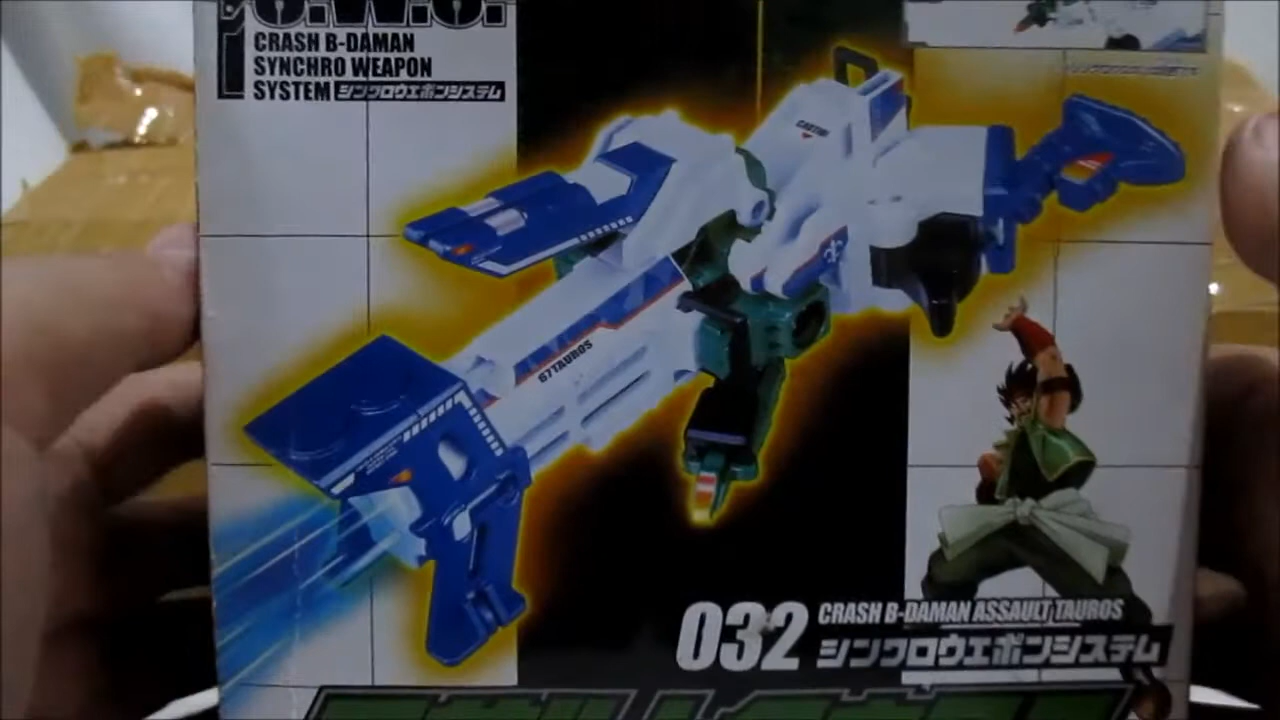 S.W.S.
CRASH B-DAMAN
SYNCHRO WEAPON
SYSTEM シンクロウエポンシステム
CASTER
67TAUROS
032 CRASH B-DAMAN ASSAULT TAUROS
シンクロウエポンシステム